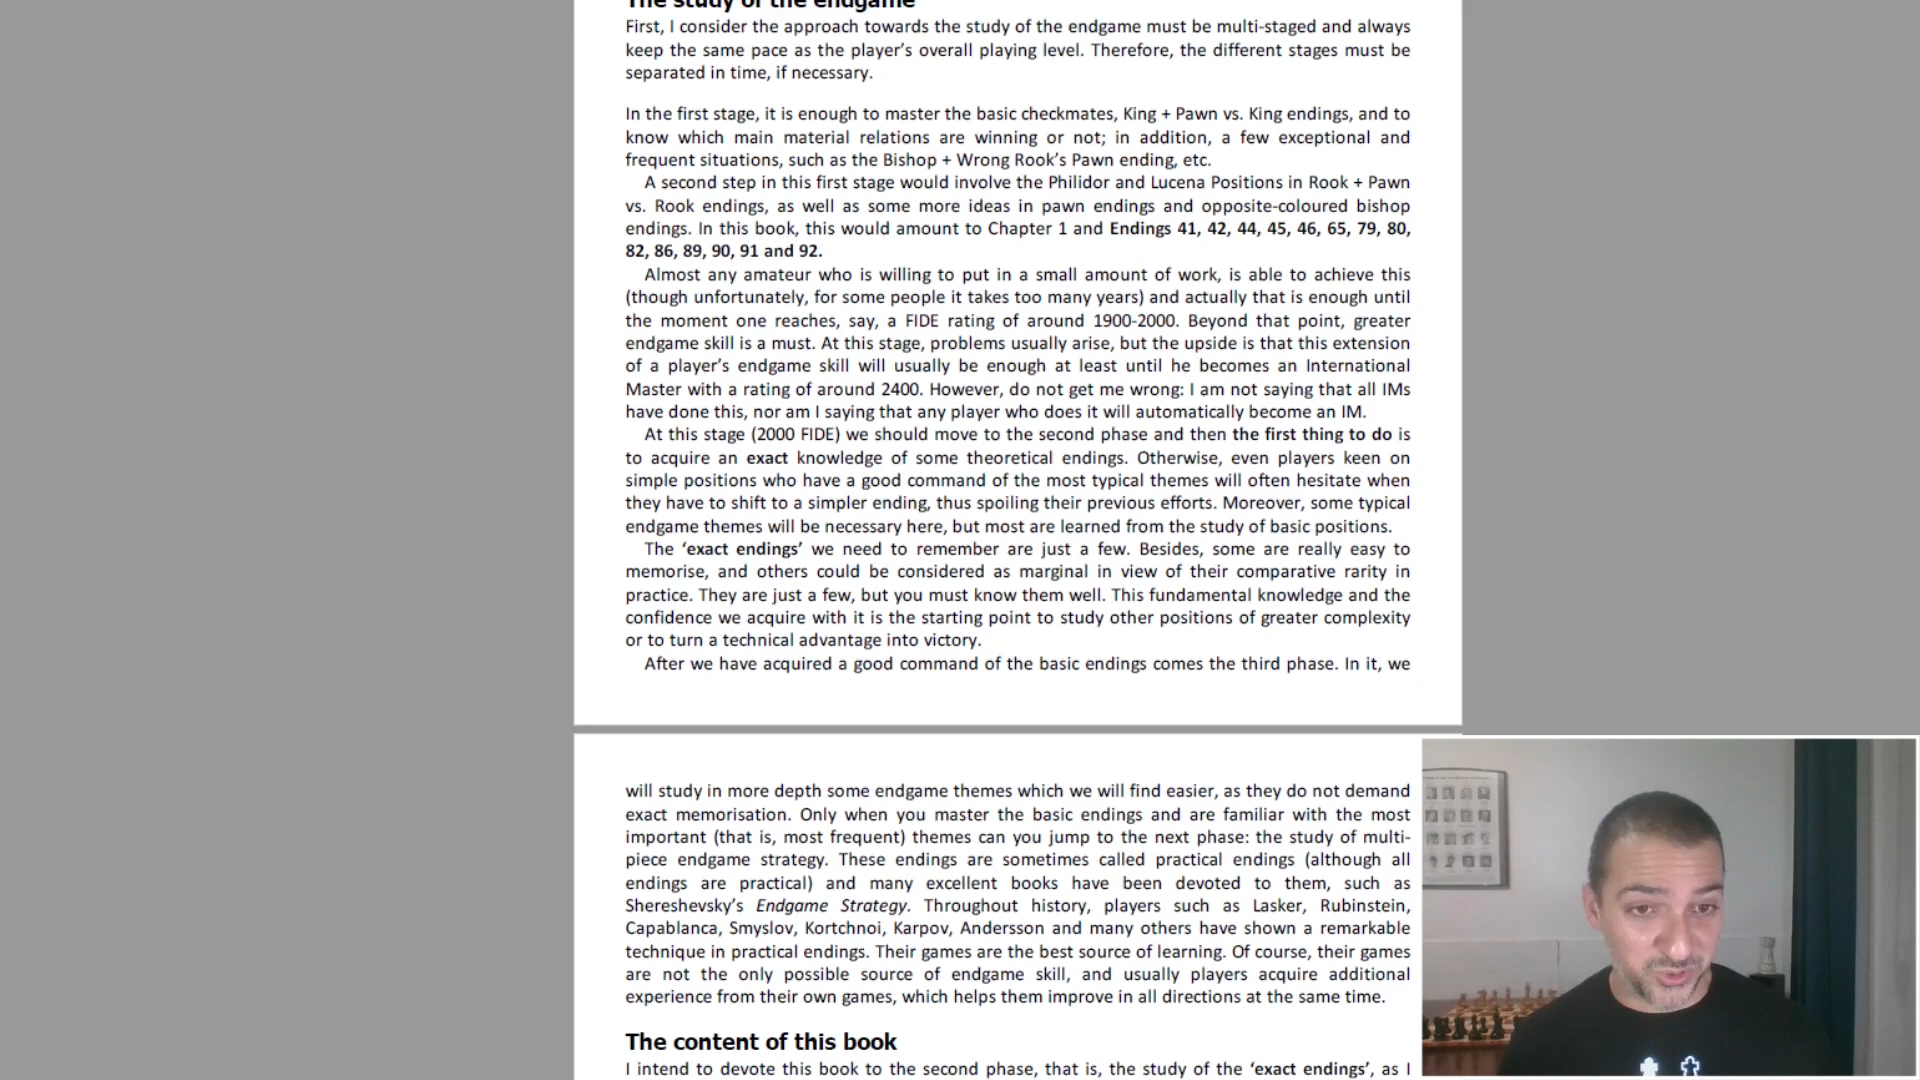 The study of the endgame
First, I consider the approach towards the study of the endgame must be multi-staged and always
keep the same pace as the player’s overall playing level. Therefore, the different stages must be
separated in time, if necessary.
In the first stage, it is enough to master the basic checkmates, King + Pawn vs. King endings, and to
know which main material relations are winning or not; in addition, a few exceptional and
frequent situations, such as the Bishop + Wrong Rook’s Pawn ending, etc.
A second step in this first stage would involve the Philidor and Lucena Positions in Rook + Pawn
vs. Rook endings, as well as some more ideas in pawn endings and opposite-coloured bishop
endings. In this book, this would amount to Chapter 1 and Endings 41, 42, 44, 45, 46, 65, 79, 80,
82, 86, 89, 90, 91 and 92.
Almost any amateur who is willing to put in a small amount of work, is able to achieve this
(though unfortunately, for some people it takes too many years) and actually that is enough until
the moment one reaches, say, a FIDE rating of around 1900-2000. Beyond that point, greater
endgame skill is a must. At this stage, problems usually arise, but the upside is that this extension
of a player’s endgame skill will usually be enough at least until he becomes an International
Master with a rating of around 2400. However, do not get me wrong: I am not saying that all IMs
have done this, nor am I saying that any player who does it will automatically become an IM.
At this stage (2000 FIDE) we should move to the second phase and then the first thing to do is
to acquire an exact knowledge of some theoretical endings. Otherwise, even players keen on
simple positions who have a good command of the most typical themes will often hesitate when
they have to shift to a simpler ending, thus spoiling their previous efforts. Moreover, some typical
endgame themes will be necessary here, but most are learned from the study of basic positions.
The ‘exact endings’ we need to remember are just a few. Besides, some are really easy to
memorise, and others could be considered as marginal in view of their comparative rarity in
practice. They are just a few, but you must know them well. This fundamental knowledge and the
confidence we acquire with it is the starting point to study other positions of greater complexity
or to turn a technical advantage into victory.
After we have acquired a good command of the basic endings comes the third phase. In it, we
will study in more depth some endgame themes which we will find easier, as they do not demand
exact memorisation. Only when you master the basic endings and are familiar with the most
important (that is, most frequent) themes can you jump to the next phase: the study of multi-
piece endgame strategy. These endings are sometimes called practical endings (although all
endings are practical) and many excellent books have been devoted to them, such as
Shereshevsky’s Endgame Strategy. Throughout history, players such as Lasker, Rubinstein,
Capablanca, Smyslov, Kortchnoi, Karpov, Andersson and many others have shown a remarkable
technique in practical endings. Their games are the best source of learning. Of course, their games
are not the only possible source of endgame skill, and usually players acquire additional
experience from their own games, which helps them improve in all directions at the same time.
The content of this book
I intend to devote this book to the second phase, that is, the study of the ‘exact endings’, as I